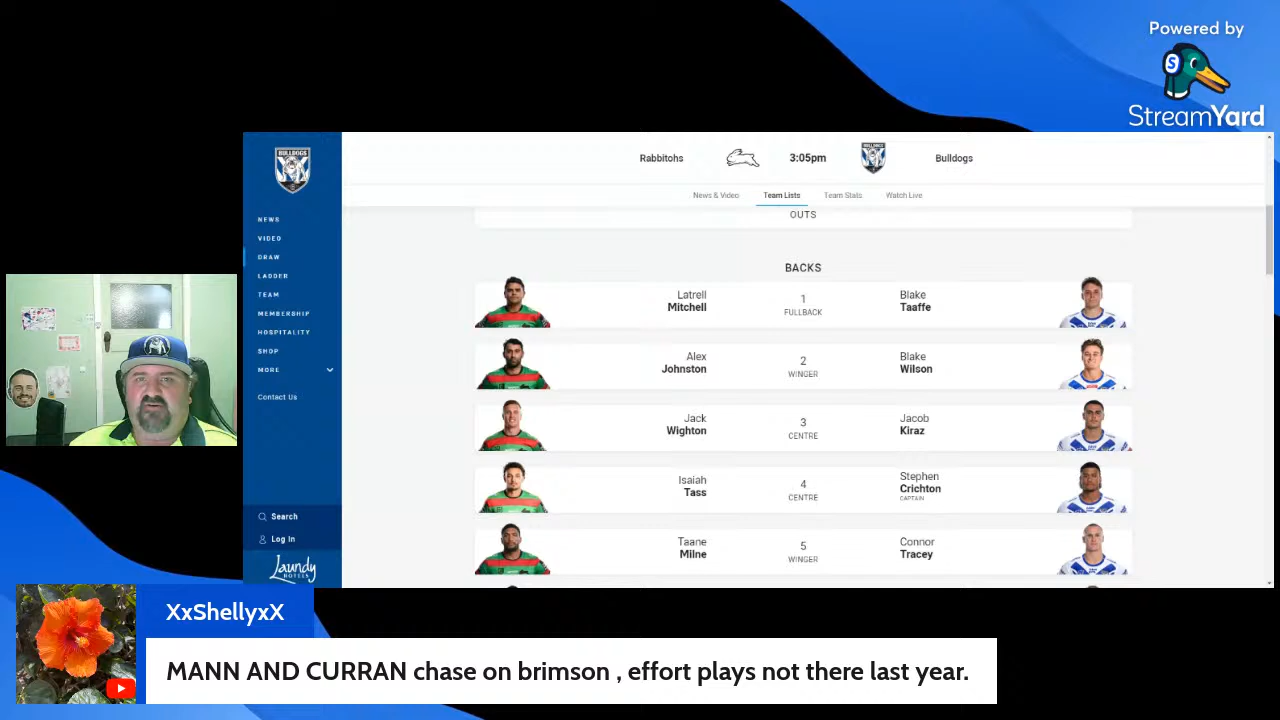 Powered by
StreamYard
BULLDOGS
Rabbitohs
3:05pm
Bulldogs
News & Video
Team Lists
Team Stats
Watch Live
NEWS
VIDEO
DRAW
LADDER
TEAM
MEMBERSHIP
HOSPITALITY
SHOP
MORE
Contact Us
Search
Log In
Laundy
HOTELS
OUTS
BACKS
Latrell
Mitchell
1
FULLBACK
Blake
Taaffe
Alex
Johnston
2
WINGER
Blake
Wilson
Jack
Wighton
3
CENTRE
Jacob
Kiraz
Isaiah
Tass
4
CENTRE
Stephen
Crichton
CAPTAIN
Taane
Milne
5
WINGER
Connor
Tracey
XxShellyxX
MANN AND CURRAN chase on brimson , effort plays not there last year.